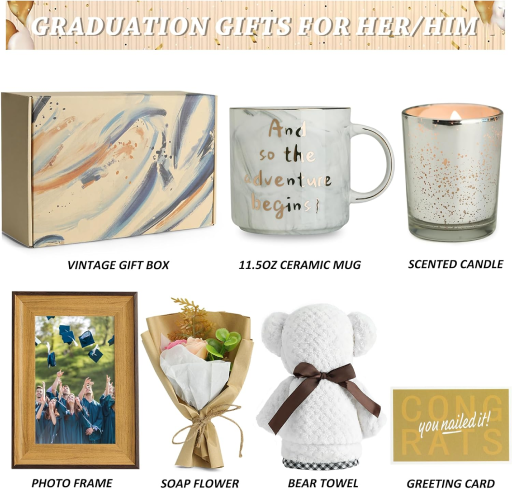 GRADUATION GIFTS FOR HER/HIM
And
so the
adventure
begins
VINTAGE GIFT BOX
11.5OZ CERAMIC MUG
SCENTED CANDLE
CONG
you nailed it!
RATS
PHOTO FRAME
SOAP FLOWER
BEAR TOWEL
GREETING CARD